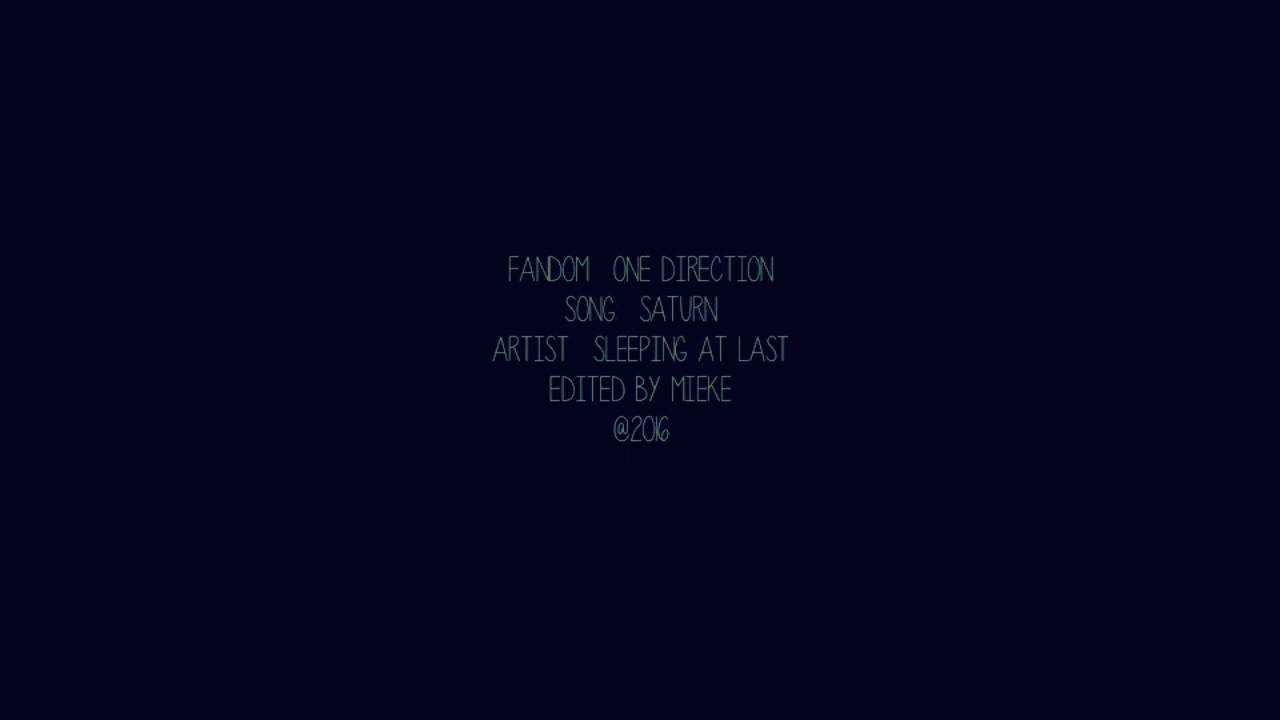 FANDOM ONE DIRECTION
SONG SATURN
ARTIST SLEEPING AT LAST
EDITED BY MIEKE
@2016